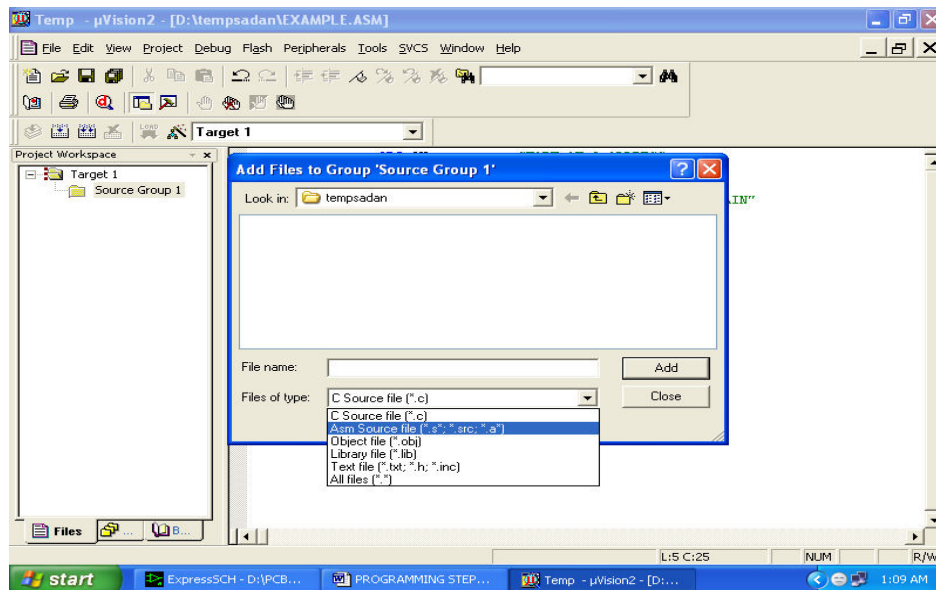 Temp - µVision2 - [D:\tempsadan\EXAMPLE.ASM]
File Edit View Project Debug Flash Peripherals Tools SVCS Window Help
LOAD Target 1
Project Workspace
Target 1
Source Group 1
Add Files to Group 'Source Group 1'
Look in: tempsadan
AIN"
File name:
Add
Files of type: C Source file (*.c)
Close
C Source file (*.c)
Asm Source file (*.s*; *.src; *.a*)
Object file (*.obj)
Library file (*.lib)
Text file (*.txt; *.h; *.inc)
All files (*.*)
Files ... B...
L:5 C:25 NUM R/W
start ExpressSCH - D:\PCB... PROGRAMMING STEP... Temp - µVision2 - [D:... 1:09 AM